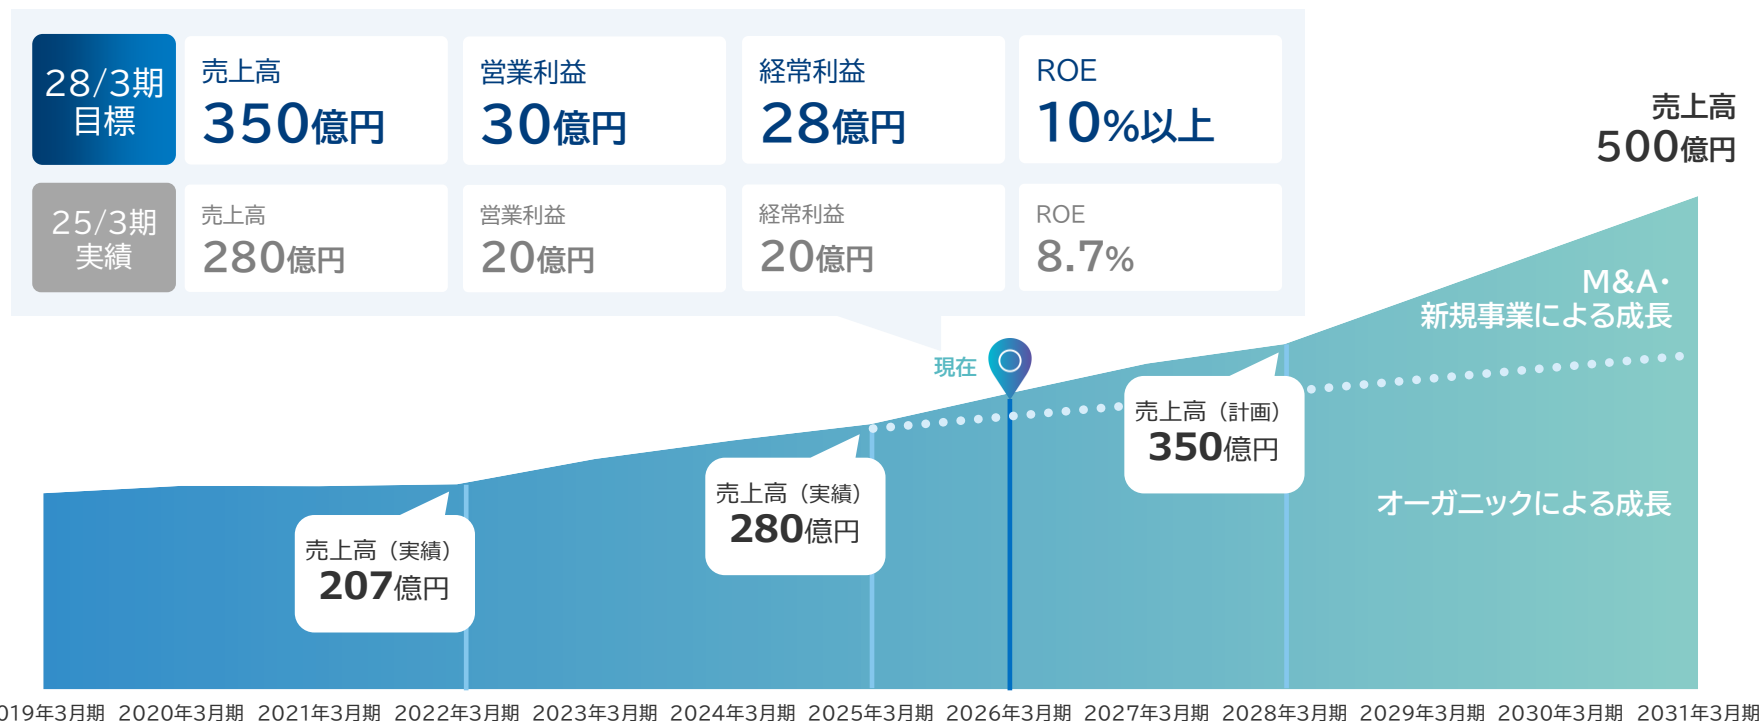 28/3期
目標
売上高
350億円
営業利益
30億円
経常利益
28億円
ROE
10%以上
25/3期
実績
売上高
280億円
営業利益
20億円
経常利益
20億円
ROE
8.7%
売上高
500億円
M&A・
新規事業による成長
現在
売上高（計画）
350億円
売上高（実績）
280億円
オーガニックによる成長
売上高（実績）
207億円
019年3月期 2020年3月期 2021年3月期 2022年3月期 2023年3月期 2024年3月期 2025年3月期 2026年3月期 2027年3月期 2028年3月期 2029年3月期 2030年3月期 2031年3月期